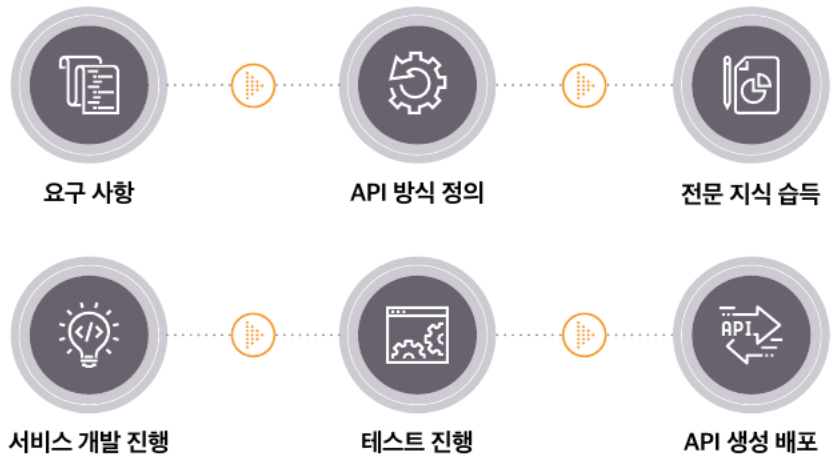 요구 사항
API 방식 정의
전문 지식 습득
API
서비스 개발 진행
테스트 진행
API 생성 배포